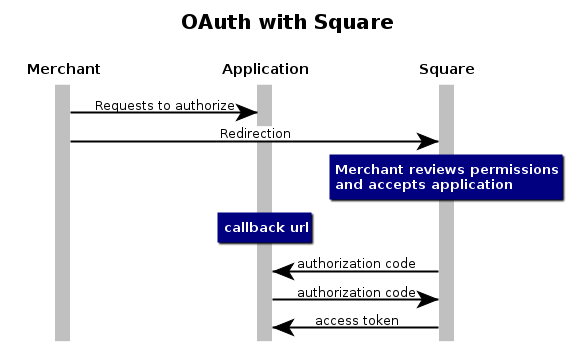 OAuth with Square
Merchant Application Square
Requests to authorize
Redirection
Merchant reviews permissions
and accepts application
callback url
authorization code
authorization code
access token